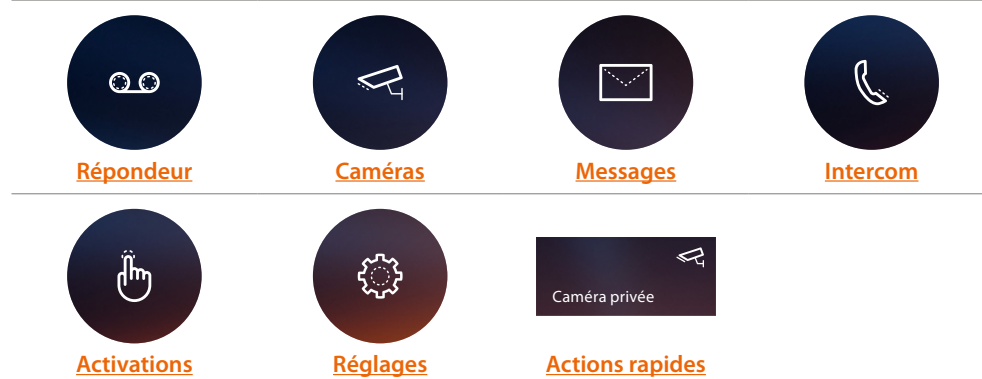 Répondeur
Caméras
Messages
Intercom
Caméra privée
Activations
Réglages
Actions rapides